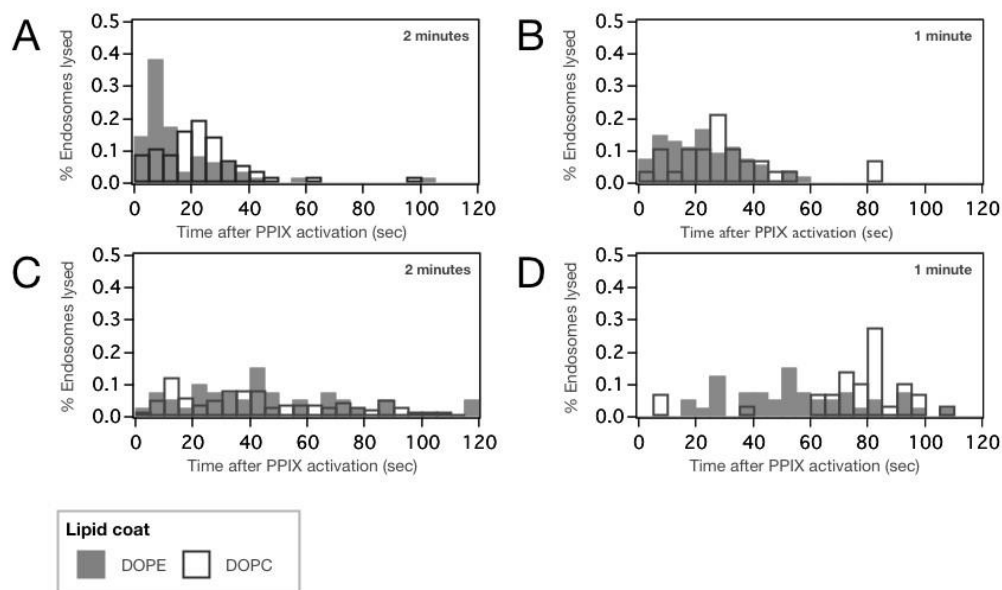 A
% Endosomes lysed
0.5
0.4
0.3
0.2
0.1
0.0
2 minutes
0 20 40 60 80 100 120
Time after PPIX activation (sec)
B
% Endosomes lysed
0.5
0.4
0.3
0.2
0.1
0.0
1 minute
0 20 40 60 80 100 120
Time after PPIX activation (sec)
C
% Endosomes lysed
0.5
0.4
0.3
0.2
0.1
0.0
2 minutes
0 20 40 60 80 100 120
Time after PPIX activation (sec)
D
% Endosomes lysed
0.5
0.4
0.3
0.2
0.1
0.0
1 minute
0 20 40 60 80 100 120
Time after PPIX activation (sec)
Lipid coat
DOPE DOPC